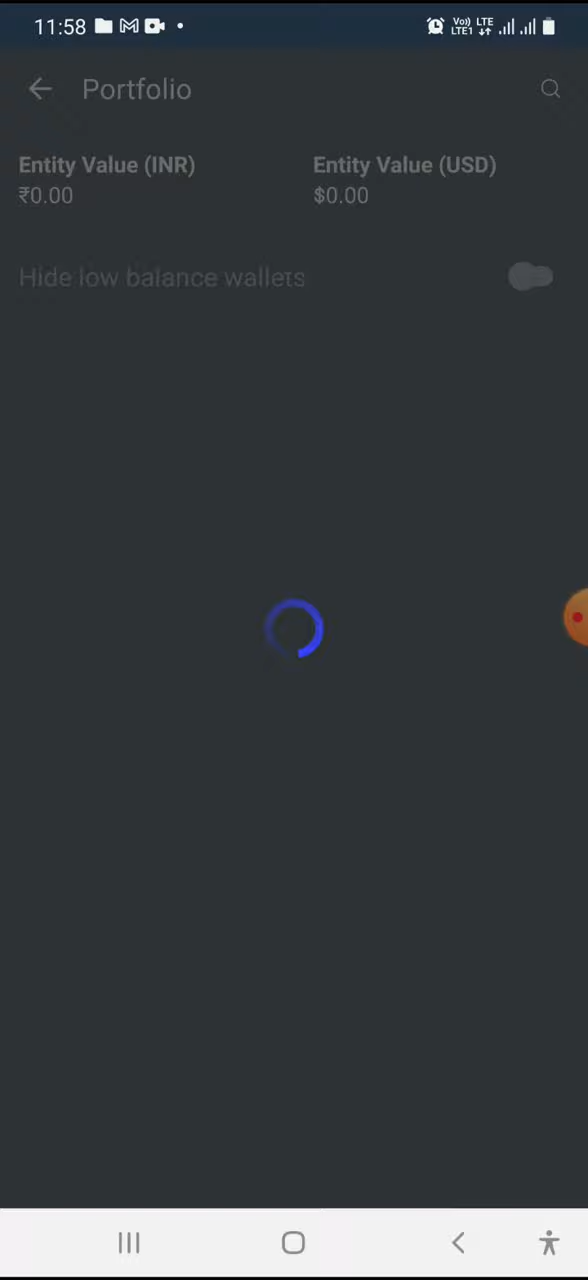 11:58
Vo)) LTE
LTE1
Portfolio
Entity Value (INR) Entity Value (USD)
₹0.00 $0.00
Hide low balance wallets